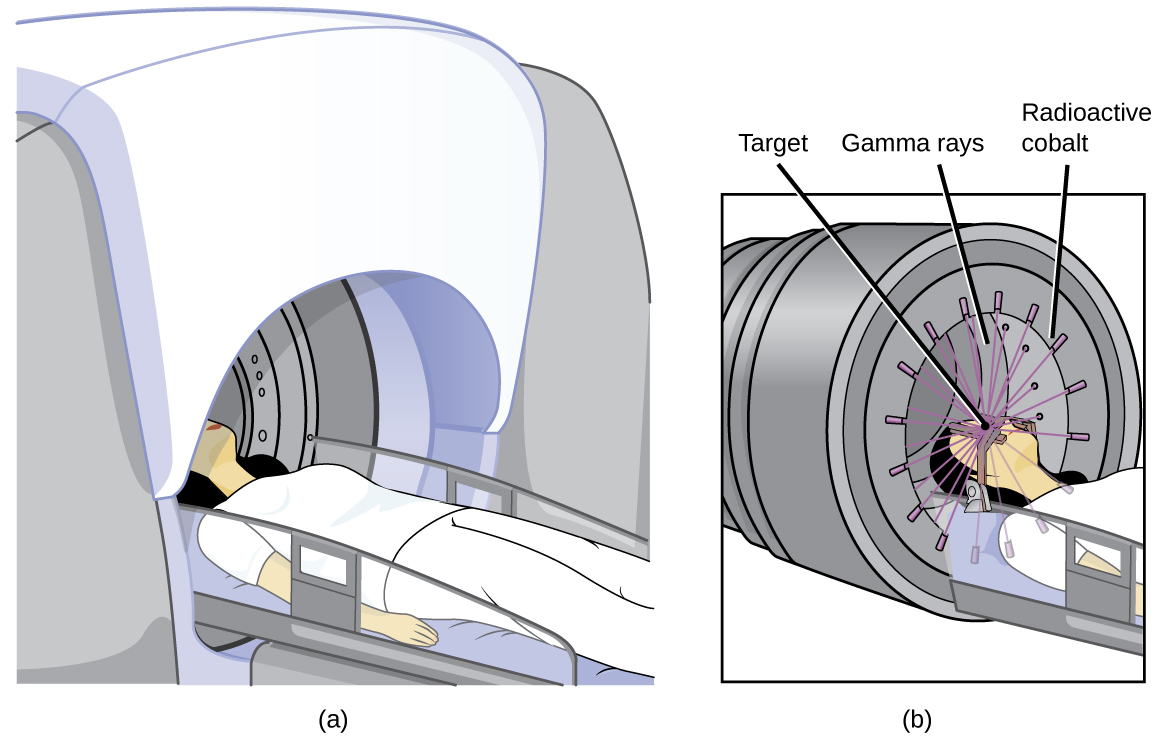 Radioactive
cobalt
Target
Gamma rays
(a)
(b)